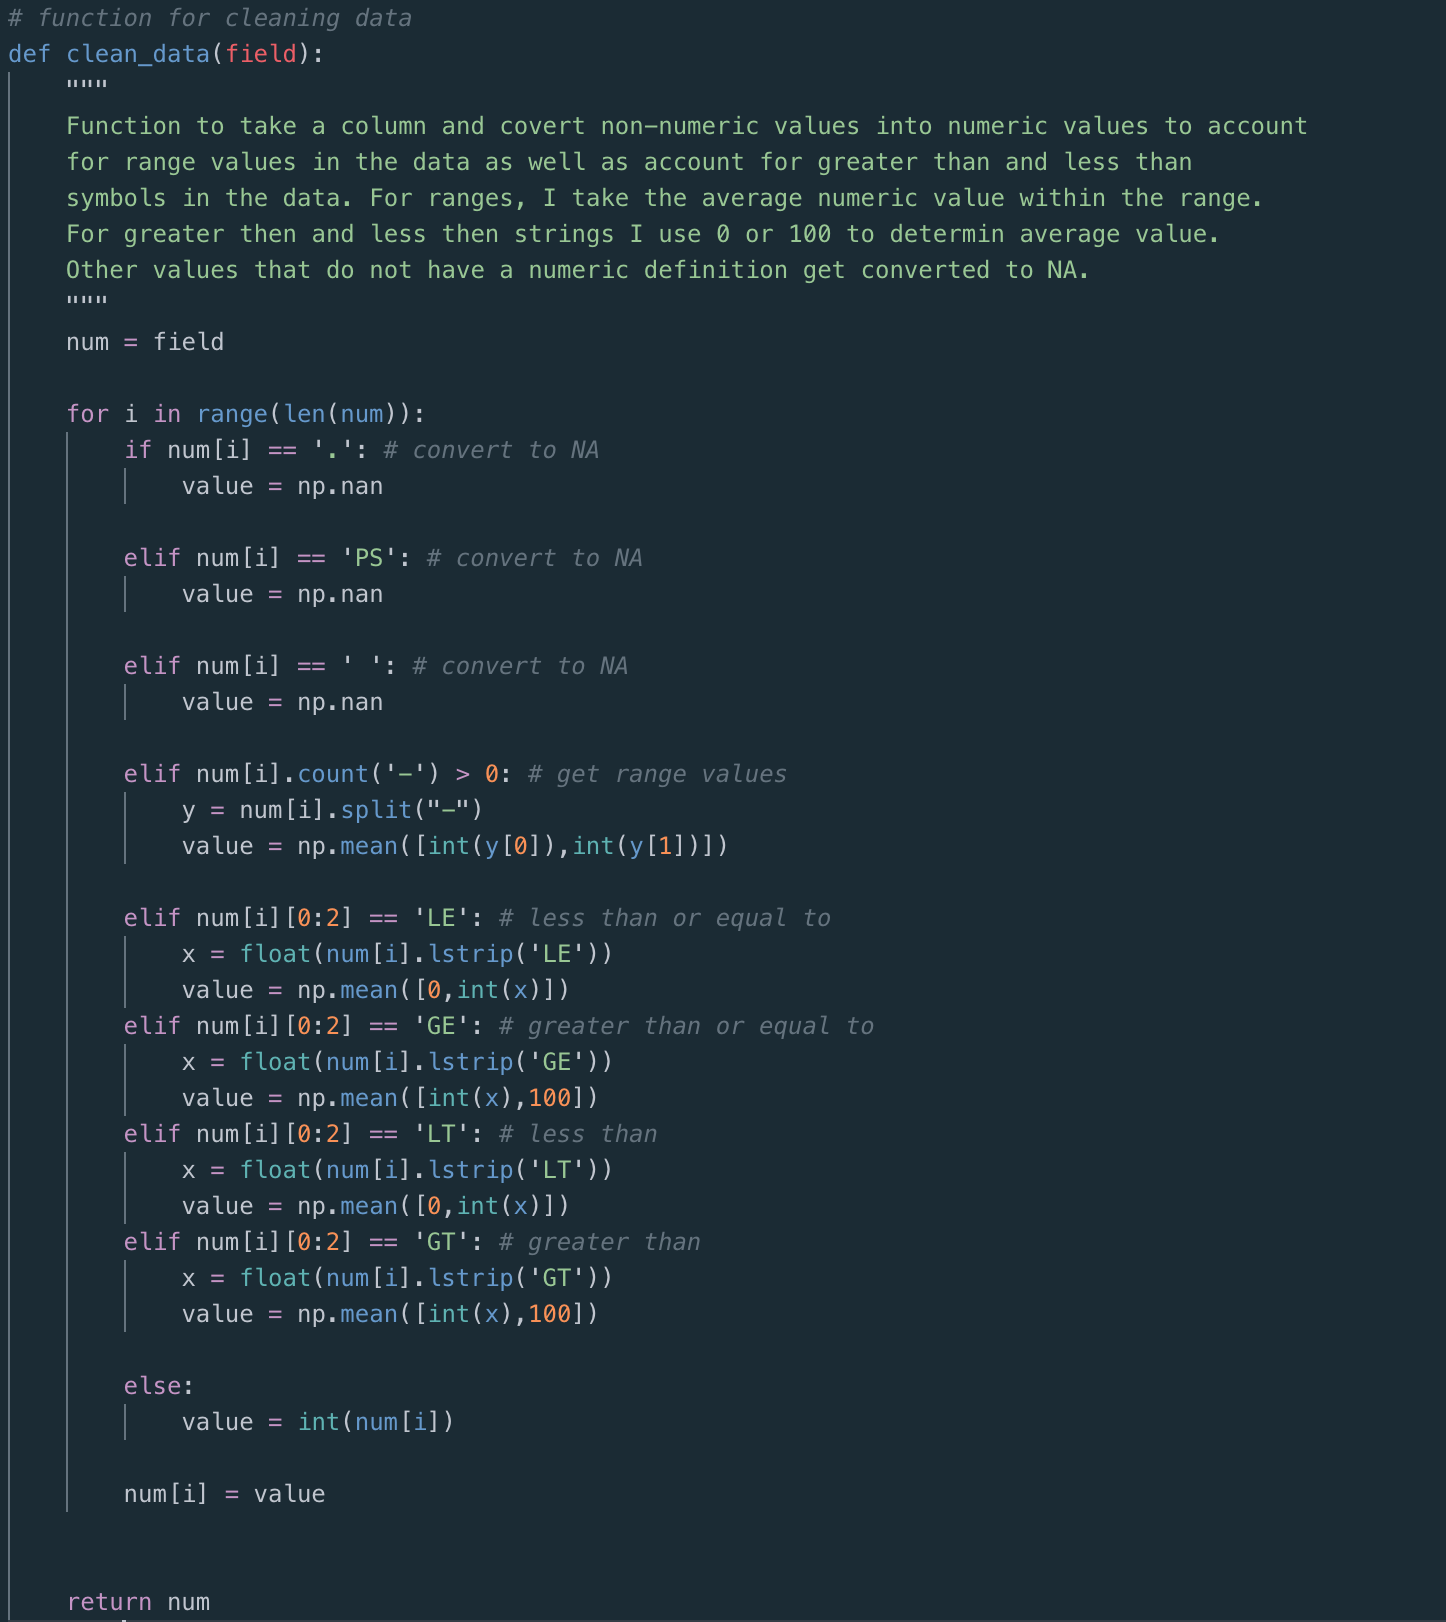 # function for cleaning data
def clean_data(field):
    """
    Function to take a column and covert non-numeric values into numeric values to account
    for range values in the data as well as account for greater than and less than
    symbols in the data. For ranges, I take the average numeric value within the range.
    For greater then and less then strings I use 0 or 100 to determin average value.
    Other values that do not have a numeric definition get converted to NA.
    """
    num = field

    for i in range(len(num)):
        if num[i] == '.': # convert to NA
            value = np.nan

        elif num[i] == 'PS': # convert to NA
            value = np.nan

        elif num[i] == ' ': # convert to NA
            value = np.nan

        elif num[i].count('-') > 0: # get range values
            y = num[i].split("-")
            value = np.mean([int(y[0]),int(y[1])])

        elif num[i][0:2] == 'LE': # less than or equal to
            x = float(num[i].lstrip('LE'))
            value = np.mean([0,int(x)])
        elif num[i][0:2] == 'GE': # greater than or equal to
            x = float(num[i].lstrip('GE'))
            value = np.mean([int(x),100])
        elif num[i][0:2] == 'LT': # less than
            x = float(num[i].lstrip('LT'))
            value = np.mean([0,int(x)])
        elif num[i][0:2] == 'GT': # greater than
            x = float(num[i].lstrip('GT'))
            value = np.mean([int(x),100])

        else:
            value = int(num[i])

        num[i] = value


    return num